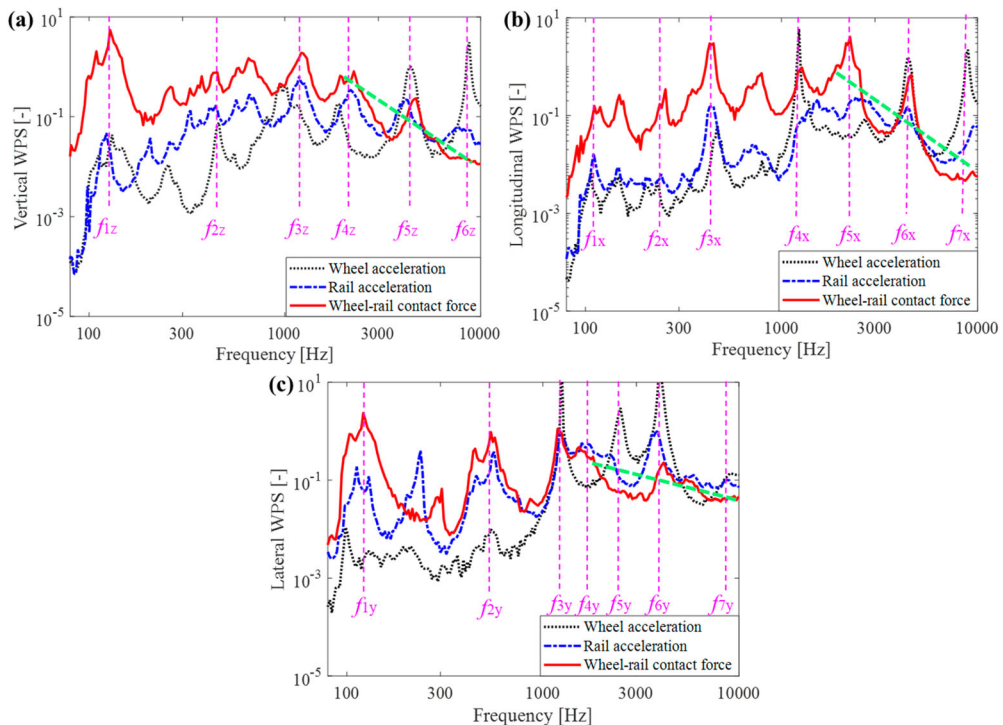 (a)
Vertical WPS [-]
10^1
10^-1
10^-3
10^-5
f1z f2z f3z f4z f5z f6z
Wheel acceleration
Rail acceleration
Wheel-rail contact force
100 300 1000 3000 10000
Frequency [Hz]
(b)
Longitudinal WPS [-]
10^1
10^-1
10^-3
10^-5
f1x f2x f3x f4x f5x f6x f7x
Wheel acceleration
Rail acceleration
Wheel-rail contact force
100 300 1000 3000 10000
Frequency [Hz]
(c)
Lateral WPS [-]
10^1
10^-1
10^-3
10^-5
f1y f2y f3y f4y f5y f6y f7y
Wheel acceleration
Rail acceleration
Wheel-rail contact force
100 300 1000 3000 10000
Frequency [Hz]